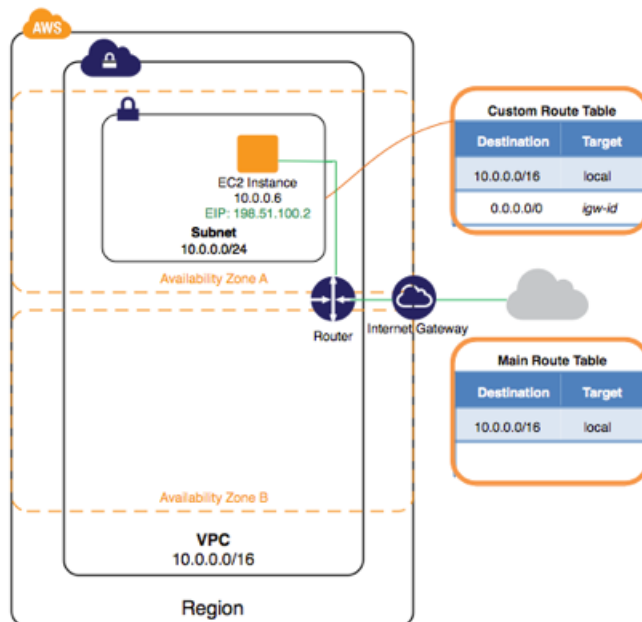 AWS
EC2 Instance
10.0.0.6
EIP: 198.51.100.2
Subnet
10.0.0.0/24
Availability Zone A
Router
Internet Gateway
Availability Zone B
VPC
10.0.0.0/16
Region
Custom Route Table
Destination Target
10.0.0.0/16 local
0.0.0.0/0 igw-id
Main Route Table
Destination Target
10.0.0.0/16 local